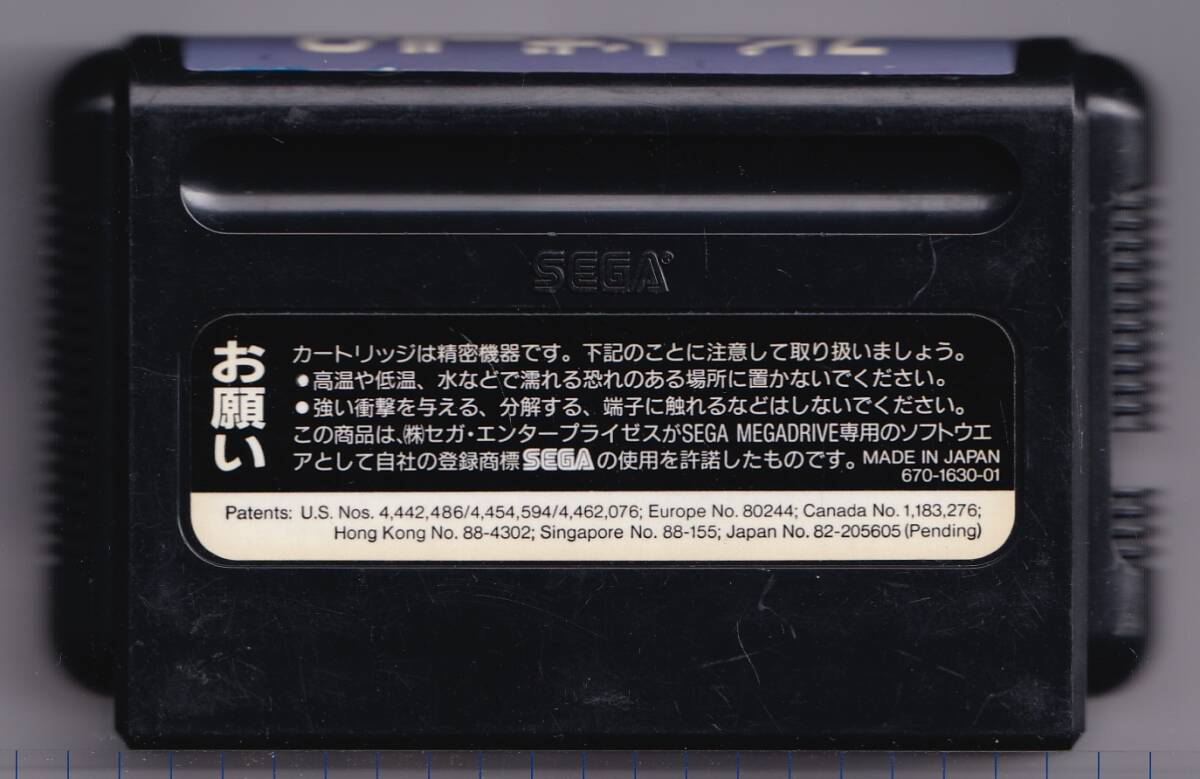 SEGA
お願い
カートリッジは精密機器です。下記のことに注意して取り扱いましょう。
●高温や低温、水などで濡れる恐れのある場所に置かないでください。
●強い衝撃を与える、分解する、端子に触れるなどはしないでください。
この商品は、㈱セガ・エンタープライゼスがSEGA MEGADRIVE専用のソフトウエ
アとして自社の登録商標SEGAの使用を許諾したものです。MADE IN JAPAN
670-1630-01
Patents: U.S. Nos. 4,442,486/4,454,594/4,462,076; Europe No. 80244; Canada No. 1,183,276;
Hong Kong No. 88-4302; Singapore No. 88-155; Japan No. 82-205605 (Pending)